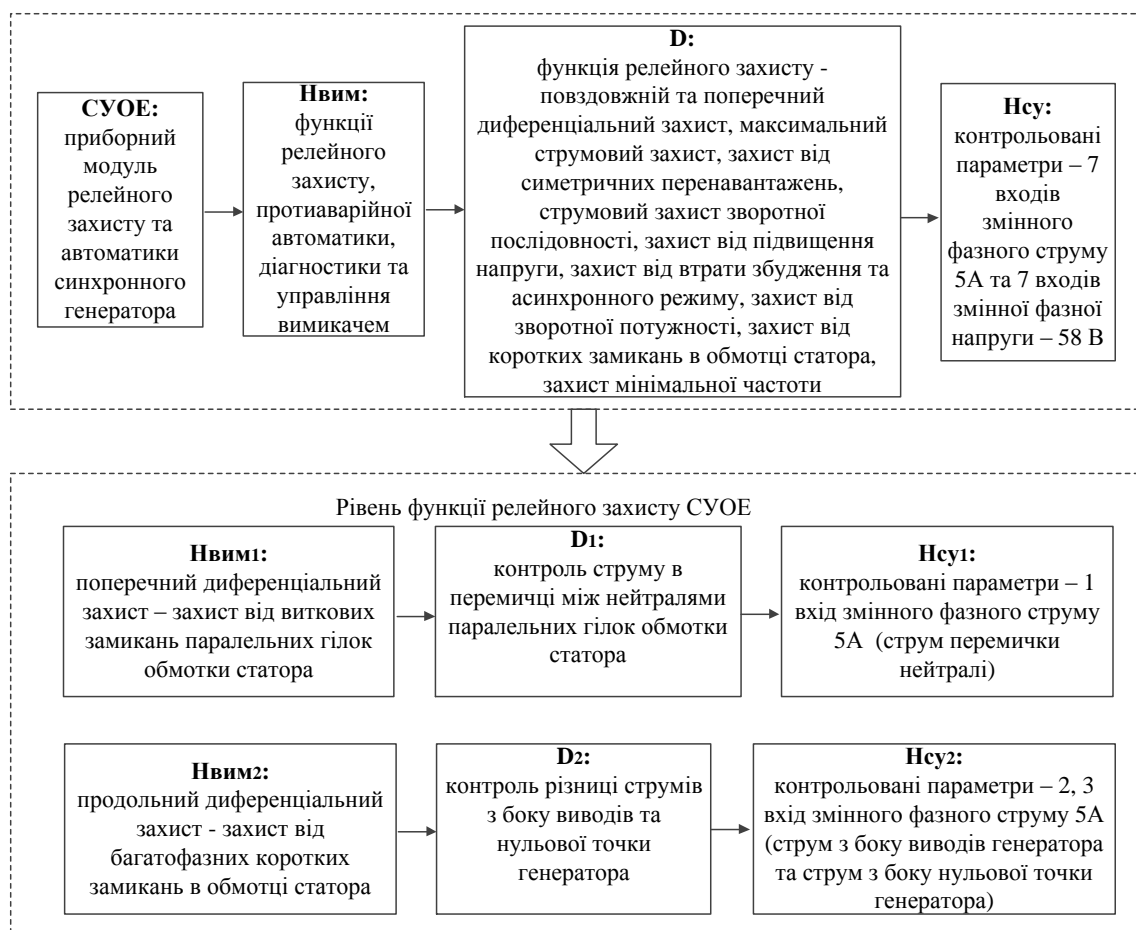 СУОЕ:
приборний
модуль
релейного
захисту та
автоматики
синхронного
генератора
Нвим:
функції
релейного
захисту,
протиаварійної
автоматики,
діагностики та
управління
вимикачем
D:
функція релейного захисту -
повздовжній та поперечний
диференціальний захист, максимальний
струмовий захист, захист від
симетричних перенавантажень,
струмовий захист зворотної
послідовності, захист від підвищення
напруги, захист від втрати збудження та
асинхронного режиму, захист від
зворотної потужності, захист від
коротких замикань в обмотці статора,
захист мінімальної частоти
Нсу:
контрольовані
параметри – 7
входів
змінного
фазного струму
5А та 7 входів
змінної фазної
напруги – 58 В
Рівень функції релейного захисту СУОЕ
Нвим1:
поперечний диференціальний
захист – захист від виткових
замикань паралельних гілок
обмотки статора
D1:
контроль струму в
перемичці між нейтралями
паралельних гілок обмотки
статора
Нсу1:
контрольовані параметри – 1
вхід змінного фазного струму
5А (струм перемички
нейтралі)
Нвим2:
продольний диференціальний
захист - захист від
багатофазних коротких
замикань в обмотці статора
D2:
контроль різниці струмів
з боку виводів та
нульової точки
генератора
Нсу2:
контрольовані параметри – 2, 3
вхід змінного фазного струму 5А
(струм з боку виводів генератора
та струм з боку нульової точки
генератора)